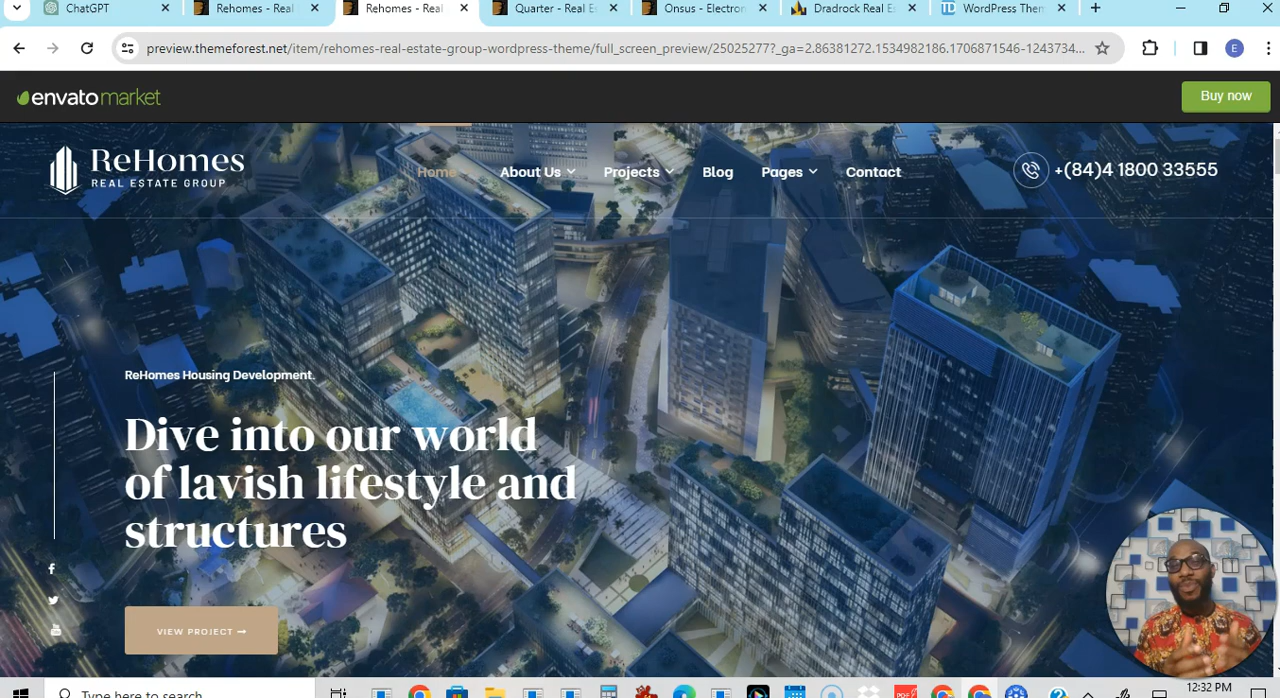 ChatGPT
Rehomes - Real
Rehomes - Real
Quarter - Real E
Onsus - Electron
Dradrock Real E
TD
WordPress Them
preview.themeforest.net/item/rehomes-real-estate-group-wordpress-theme/full_screen_preview/25025277?_ga=2.86381272.1534982186.1706871546-1243734...
E
envatomarket
Buy now
ReHomes
REAL ESTATE GROUP
Home
About Us
Projects
Blog
Pages
Contact
+(84)4 1800 33555
ReHomes Housing Development.
Dive into our world
of lavish lifestyle and
structures
VIEW PROJECT
Type here to search
PDF
12:32 PM